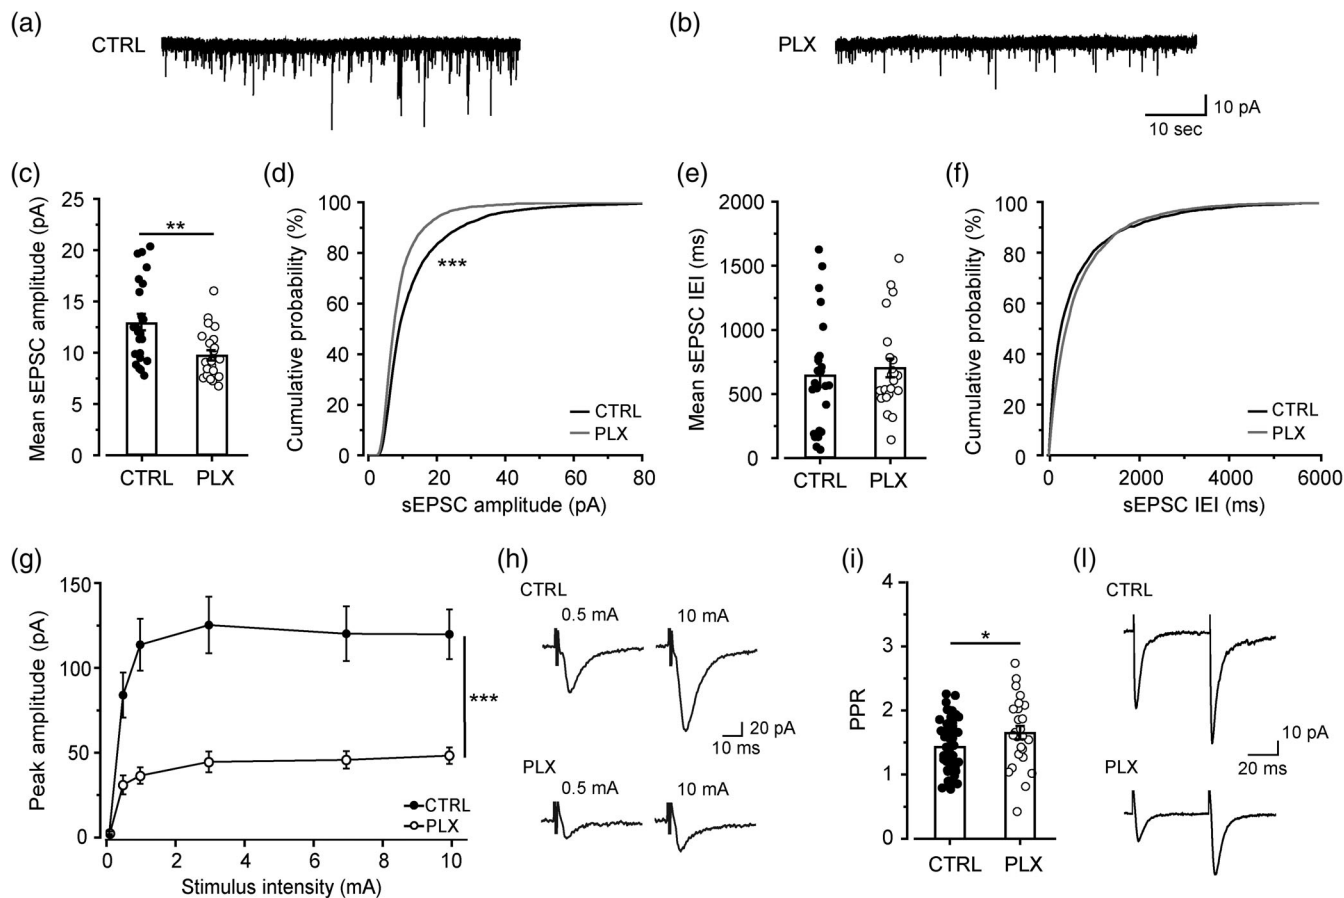 (a)
CTRL
(b)
PLX
10 pA
10 sec
(c)
Mean sEPSC amplitude (pA)
25
20
15
10
5
0
**
CTRL PLX
(d)
Cumulative probability (%)
100
80
60
40
20
0
***
CTRL
PLX
0 20 40 60 80
sEPSC amplitude (pA)
(e)
Mean sEPSC IEI (ms)
2000
1500
1000
500
0
CTRL PLX
(f)
Cumulative probability (%)
100
80
60
40
20
0
CTRL
PLX
0 2000 4000 6000
sEPSC IEI (ms)
(g)
Peak amplitude (pA)
150
100
50
0
***
CTRL
PLX
0 2 4 6 8 10
Stimulus intensity (mA)
(h)
CTRL
0.5 mA 10 mA
20 pA
10 ms
PLX
0.5 mA 10 mA
(i)
PPR
4
3
2
1
0
*
CTRL PLX
(l)
CTRL
10 pA
20 ms
PLX